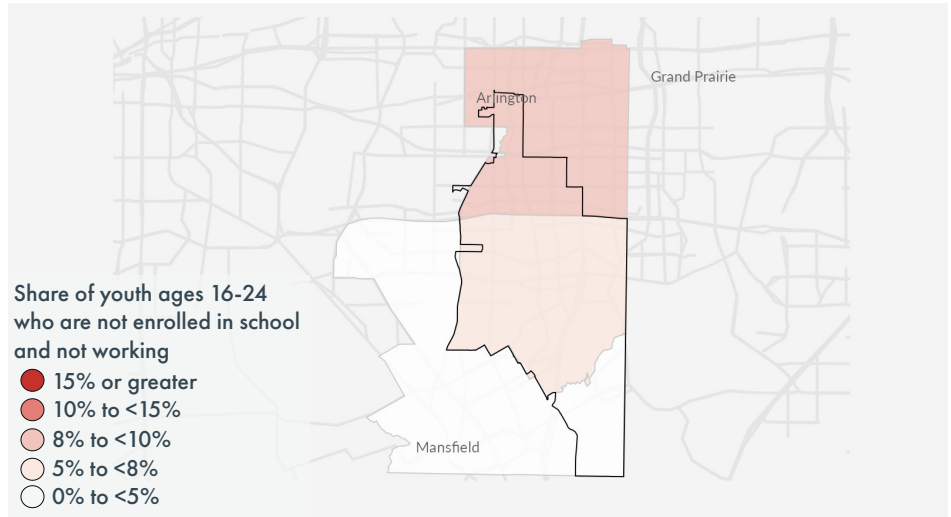 Grand Prairie
Arlington
Share of youth ages 16-24
who are not enrolled in school
and not working
15% or greater
10% to <15%
8% to <10%
5% to <8%
0% to <5%
Mansfield